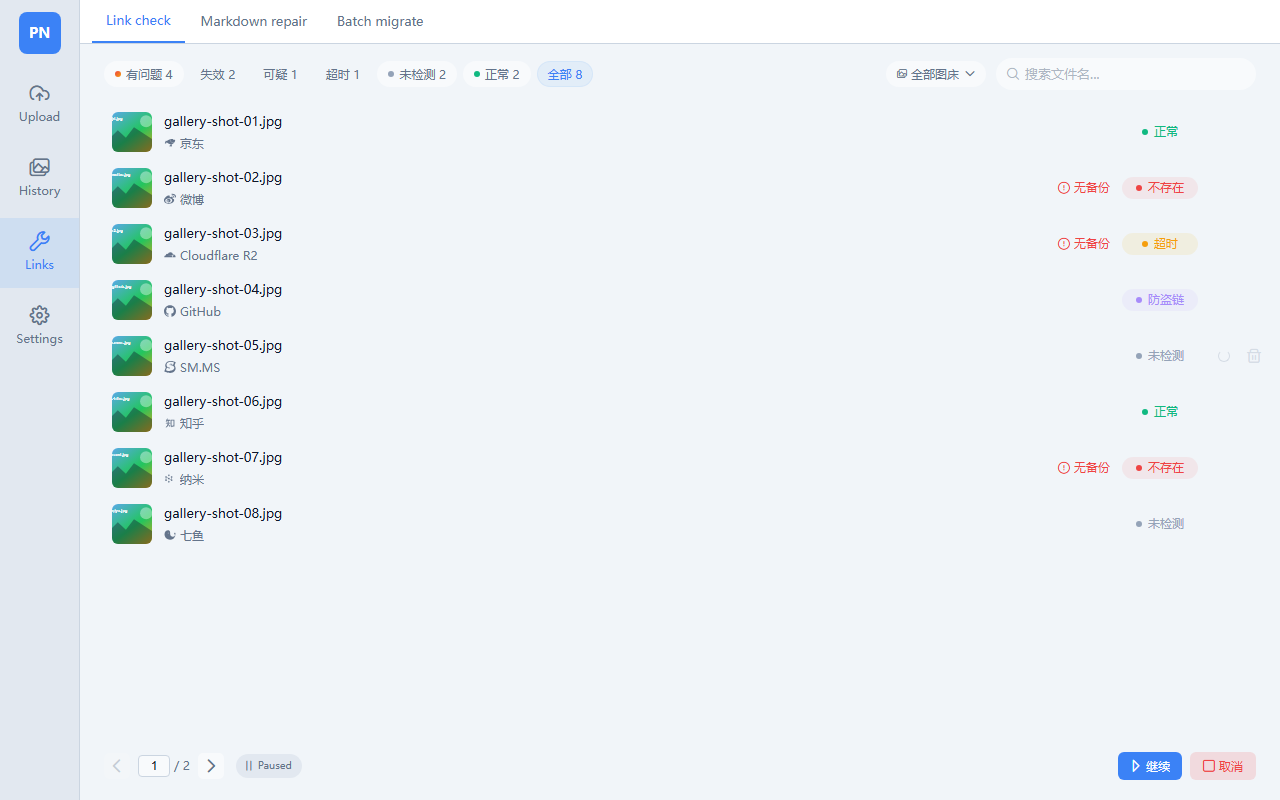 PN
Upload
History
Links
Settings
Link check
Markdown repair
Batch migrate
有问题 4
失效 2
可疑 1
超时 1
未检测 2
正常 2
全部 8
全部图床
搜索文件名...
gallery-shot-01.jpg
京东
正常
gallery-shot-02.jpg
微博
无备份
不存在
gallery-shot-03.jpg
Cloudflare R2
无备份
超时
gallery-shot-04.jpg
GitHub
防盗链
gallery-shot-05.jpg
SM.MS
未检测
gallery-shot-06.jpg
知 知乎
正常
gallery-shot-07.jpg
纳米
无备份
不存在
gallery-shot-08.jpg
七鱼
未检测
1 / 2
Paused
继续
取消